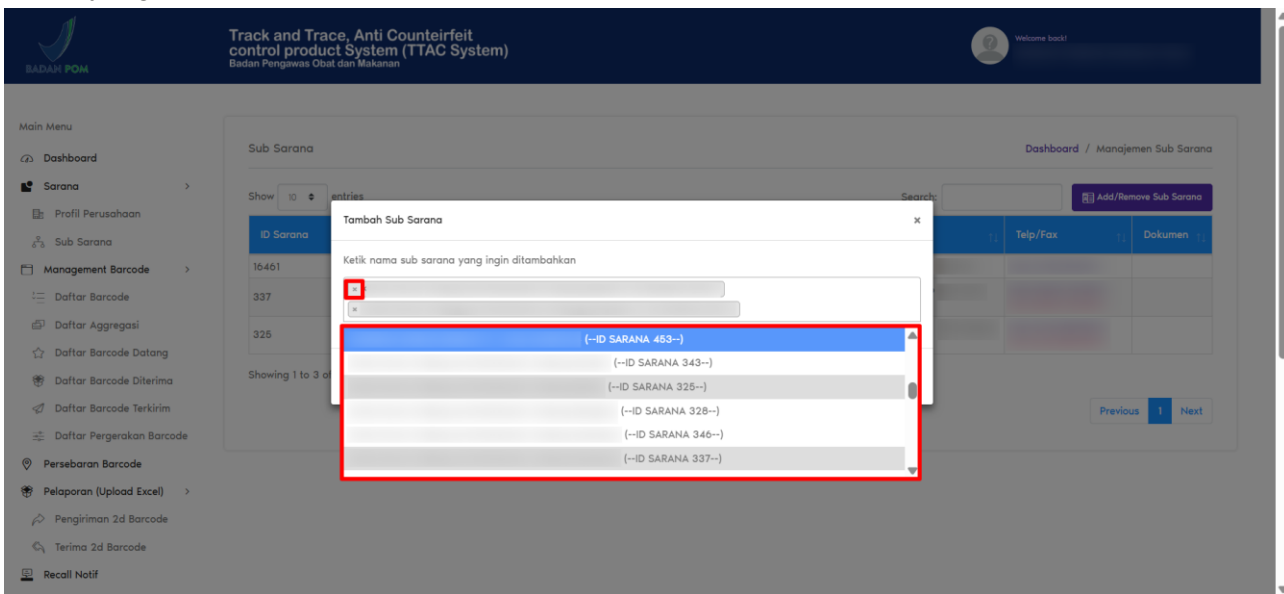 Track and Trace, Anti Counteirfeit
control product System (TTAC System)
Badan Pengawas Obat dan Makanan
BADAN POM
Welcome back!
Main Menu
Dashboard
Sarana
Profil Perusahaan
Sub Sarana
Management Barcode
Daftar Barcode
Daftar Aggregasi
Daftar Barcode Datang
Daftar Barcode Diterima
Daftar Barcode Terkirim
Daftar Pergerakan Barcode
Persebaran Barcode
Pelaporan (Upload Excel)
Pengiriman 2d Barcode
Terima 2d Barcode
Recall Notif
Sub Sarana
Dashboard / Manajemen Sub Sarana
Show 10 entries
Search:
Add/Remove Sub Sarana
ID Sarana
Telp/Fax
Dokumen
16461
337
325
Showing 1 to 3 of
Previous 1 Next
Tambah Sub Sarana
×
Ketik nama sub sarana yang ingin ditambahkan
×
×
(--ID SARANA 453--)
(--ID SARANA 343--)
(--ID SARANA 325--)
(--ID SARANA 328--)
(--ID SARANA 346--)
(--ID SARANA 337--)